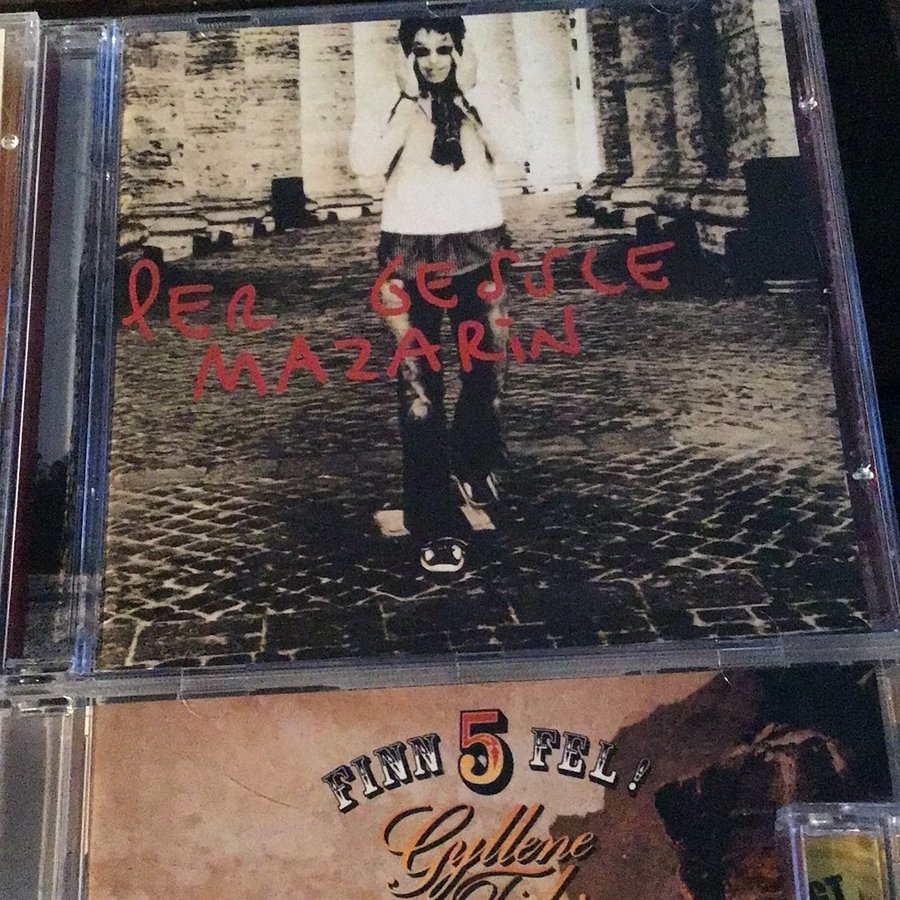 PER GESSLE
MAZARiN
FINN 5 FEL!
Gyllene